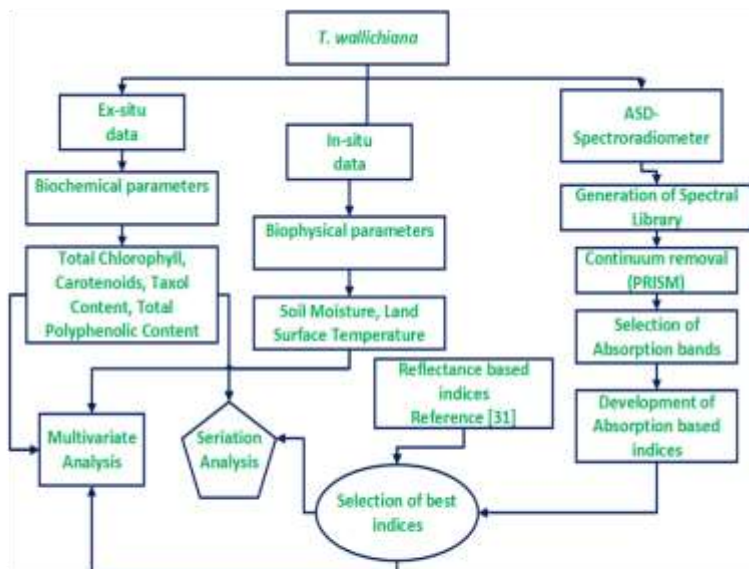 T. wallichiana
Ex-situ
data
In-situ
data
ASD-
Spectroradiometer
Biochemical parameters
Generation of Spectral
Library
Biophysical parameters
Total Chlorophyll,
Carotenoids, Taxol
Content, Total
Polyphenolic Content
Continuum removal
(PRISM)
Soil Moisture, Land
Surface Temperature
Selection of
Absorption bands
Reflectance based
indices
Reference [31]
Development of
Absorption based
indices
Multivariate
Analysis
Seriation
Analysis
Selection of best
indices